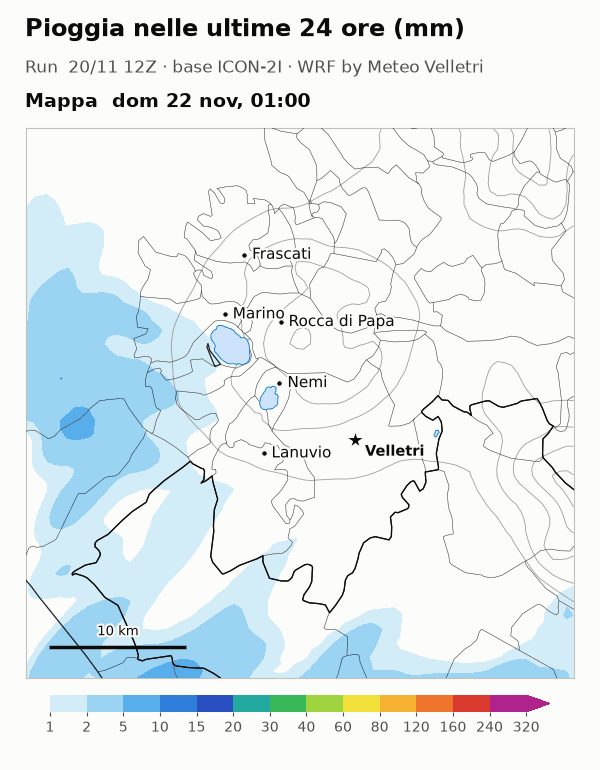 Pioggia nelle ultime 24 ore (mm)
Run  20/11 12Z · base ICON-2I · WRF by Meteo Velletri
Mappa  dom 22 nov, 01:00
Frascati
Marino
Rocca di Papa
Nemi
Velletri
Lanuvio
10 km
1 2 5 10 15 20 30 40 60 80 120 160 240 320